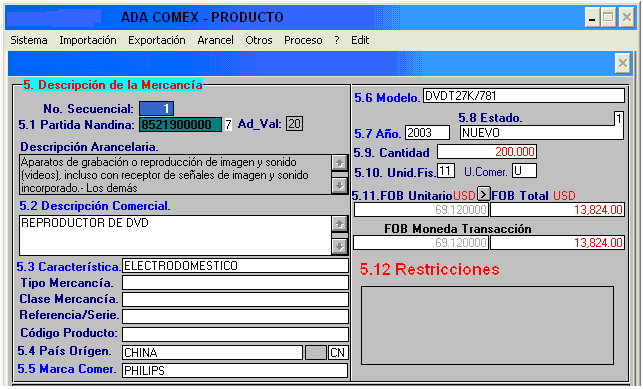 ADA COMEX - PRODUCTO
Sistema Importación Exportación Arancel Otros Proceso ? Edit
5. Descripción de la Mercancía
No. Secuencial: 1
5.1 Partida Nandina: 8521900000 7 Ad_Val: 20
Descripción Arancelaria.
Aparatos de grabación o reproducción de imagen y sonido
(videos), incluso con receptor de señales de imagen y sonido
incorporado.- Los demás
5.2 Descripción Comercial.
REPRODUCTOR DE DVD
5.3 Característica. ELECTRODOMESTICO
Tipo Mercancía.
Clase Mercancía.
Referencia/Serie.
Código Producto:
5.4 País Orígen. CHINA CN
5.5 Marca Comer. PHILIPS
5.6 Modelo. DVDT27K/781
5.8 Estado. 1
5.7 Año. 2003 NUEVO
5.9. Cantidad 200.000
5.10. Unid.Fis. 11 U.Comer. U
5.11.FOB Unitario USD > FOB Total USD
69.120000 13,824.00
FOB Moneda Transacción
69.120000 13,824.00
5.12 Restricciones